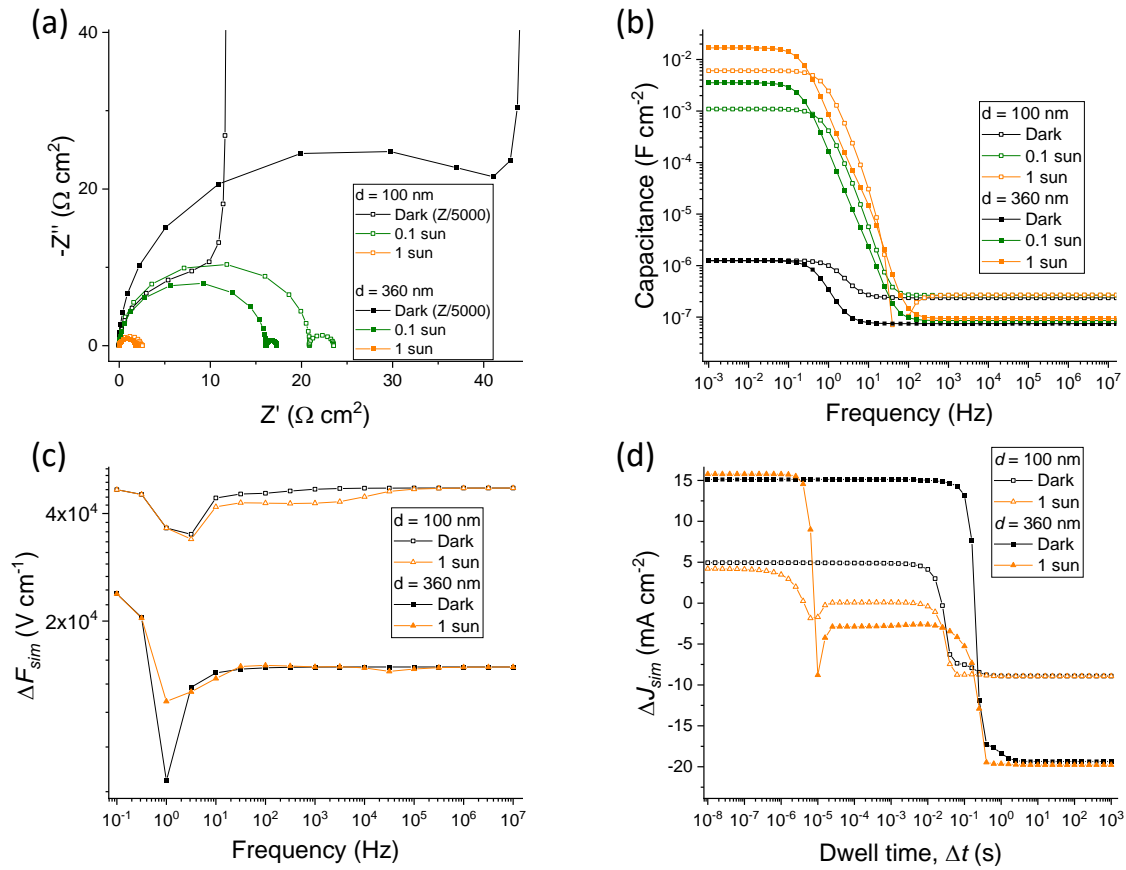 (a)
40
20
0
-Z'' (Ω cm²)
0
10
20
30
40
Z' (Ω cm²)
d = 100 nm
Dark (Z/5000)
0.1 sun
1 sun
d = 360 nm
Dark (Z/5000)
0.1 sun
1 sun
(b)
10⁻²
10⁻³
10⁻⁴
10⁻⁵
10⁻⁶
10⁻⁷
Capacitance (F cm⁻²)
10⁻³ 10⁻² 10⁻¹ 10⁰ 10¹ 10² 10³ 10⁴ 10⁵ 10⁶ 10⁷
Frequency (Hz)
d = 100 nm
Dark
0.1 sun
1 sun
d = 360 nm
Dark
0.1 sun
1 sun
(c)
4x10⁴
2x10⁴
ΔF_sim (V cm⁻¹)
10⁻¹ 10⁰ 10¹ 10² 10³ 10⁴ 10⁵ 10⁶ 10⁷
Frequency (Hz)
d = 100 nm
Dark
1 sun
d = 360 nm
Dark
1 sun
(d)
15
10
5
0
-5
-10
-15
-20
ΔJ_sim (mA cm⁻²)
10⁻⁸ 10⁻⁷ 10⁻⁶ 10⁻⁵ 10⁻⁴ 10⁻³ 10⁻² 10⁻¹ 10⁰ 10¹ 10² 10³
Dwell time, Δt (s)
d = 100 nm
Dark
1 sun
d = 360 nm
Dark
1 sun